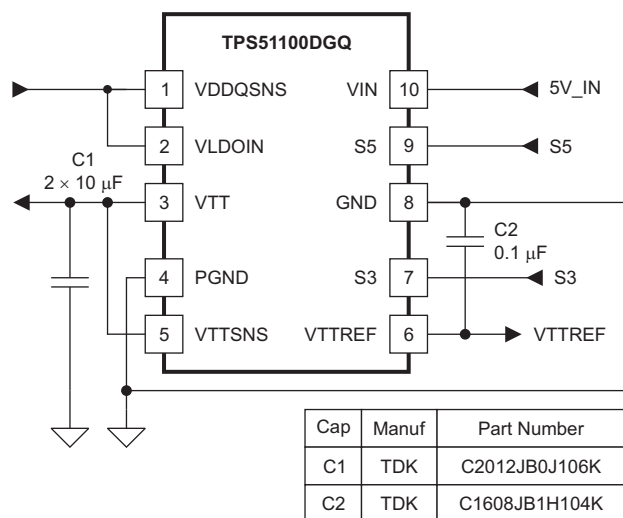 TPS51100DGQ
1 VDDQSNS VIN 10 5V_IN
2 VLDOIN S5 9 S5
C1
2 × 10 μF
3 VTT GND 8
C2
0.1 μF
4 PGND S3 7 S3
5 VTTSNS VTTREF 6 VTTREF
Cap Manuf Part Number
C1 TDK C2012JB0J106K
C2 TDK C1608JB1H104K